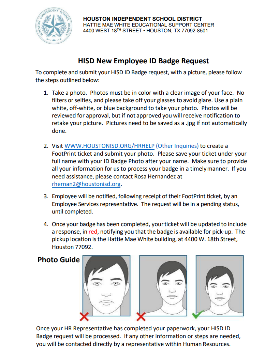 HOUSTON INDEPENDENT SCHOOL DISTRICT
HATTIE MAE WHITE EDUCATIONAL SUPPORT CENTER
4400 WEST 18TH STREET • HOUSTON, TX 77092-8501
HISD New Employee ID Badge Request
To complete and submit your HISD ID Badge request, with a picture, please follow
the steps outlined below:
1. Take a photo. Photos must be in color with a clear image of your face. No
filters or selfies, and please take off your glasses to avoid glare. Use a plain
white, off-white, or blue background to take your photo. Photos will be
reviewed for approval, but if not approved you will receive notification to
retake your picture. Pictures need to be saved as a .jpg if not automatically
done.
2. Visit WWW.HOUSTONISD.ORG/HRHELP (Other Inquiries) to create a
FootPrint ticket and submit your photo. Please save your ticket under your
full name with your ID Badge Photo after your name. Make sure to provide
all your information for us to process your badge in a timely manner. If you
need assistance, please contact Rosa Hernandez at
rhernan2@houstonisd.org.
3. Employee will be notified, following receipt of their FootPrint ticket, by an
Employee Services representative. The request will be in a pending status,
until completed.
4. Once your badge has been completed, your ticket will be updated to include
a response, in red, notifying you that the badge is available for pick-up. The
pickup location is the Hattie Mae White building, at 4400 W. 18th Street,
Houston 77092.
Photo Guide
Once your HR Representative has completed your paperwork, your HISD ID
Badge request will be processed. If any other information or steps are needed,
you will be contacted directly by a representative within Human Resources.